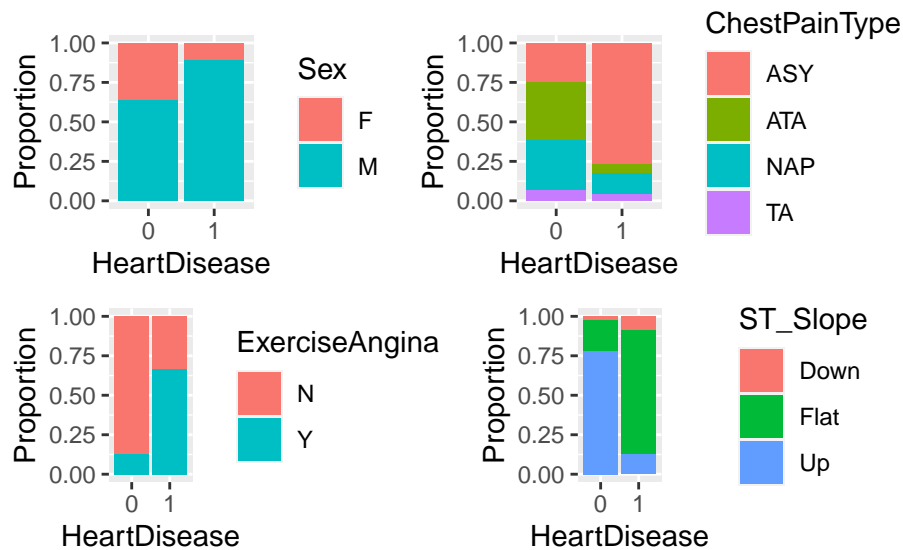 Proportion
1.00
0.75
0.50
0.25
0.00
0 1
HeartDisease
Sex
F
M
Proportion
1.00
0.75
0.50
0.25
0.00
0 1
HeartDisease
ChestPainType
ASY
ATA
NAP
TA
Proportion
1.00
0.75
0.50
0.25
0.00
0 1
HeartDisease
ExerciseAngina
N
Y
Proportion
1.00
0.75
0.50
0.25
0.00
0 1
HeartDisease
ST_Slope
Down
Flat
Up